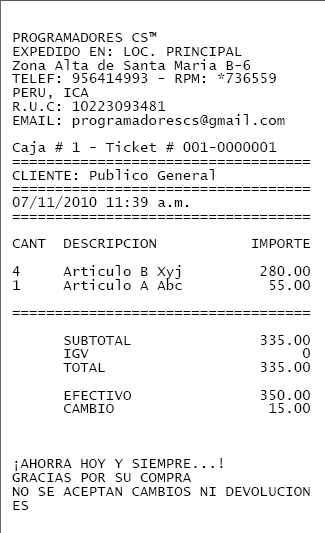 PROGRAMADORES CS™
EXPEDIDO EN: LOC. PRINCIPAL
Zona Alta de Santa Maria B-6
TELEF: 956414993 - RPM: *736559
PERU, ICA
R.U.C: 10223093481
EMAIL: programadorescs@gmail.com
Caja # 1 - Ticket # 001-0000001
===================================
CLIENTE: Publico General
===================================
07/11/2010 11:39 a.m.
===================================
CANT DESCRIPCION IMPORTE
4 Articulo B Xyj 280.00
1 Articulo A Abc 55.00
===================================
SUBTOTAL 335.00
IGV 0
TOTAL 335.00
EFECTIVO 350.00
CAMBIO 15.00
¡AHORRA HOY Y SIEMPRE...!
GRACIAS POR SU COMPRA
NO SE ACEPTAN CAMBIOS NI DEVOLUCION
ES